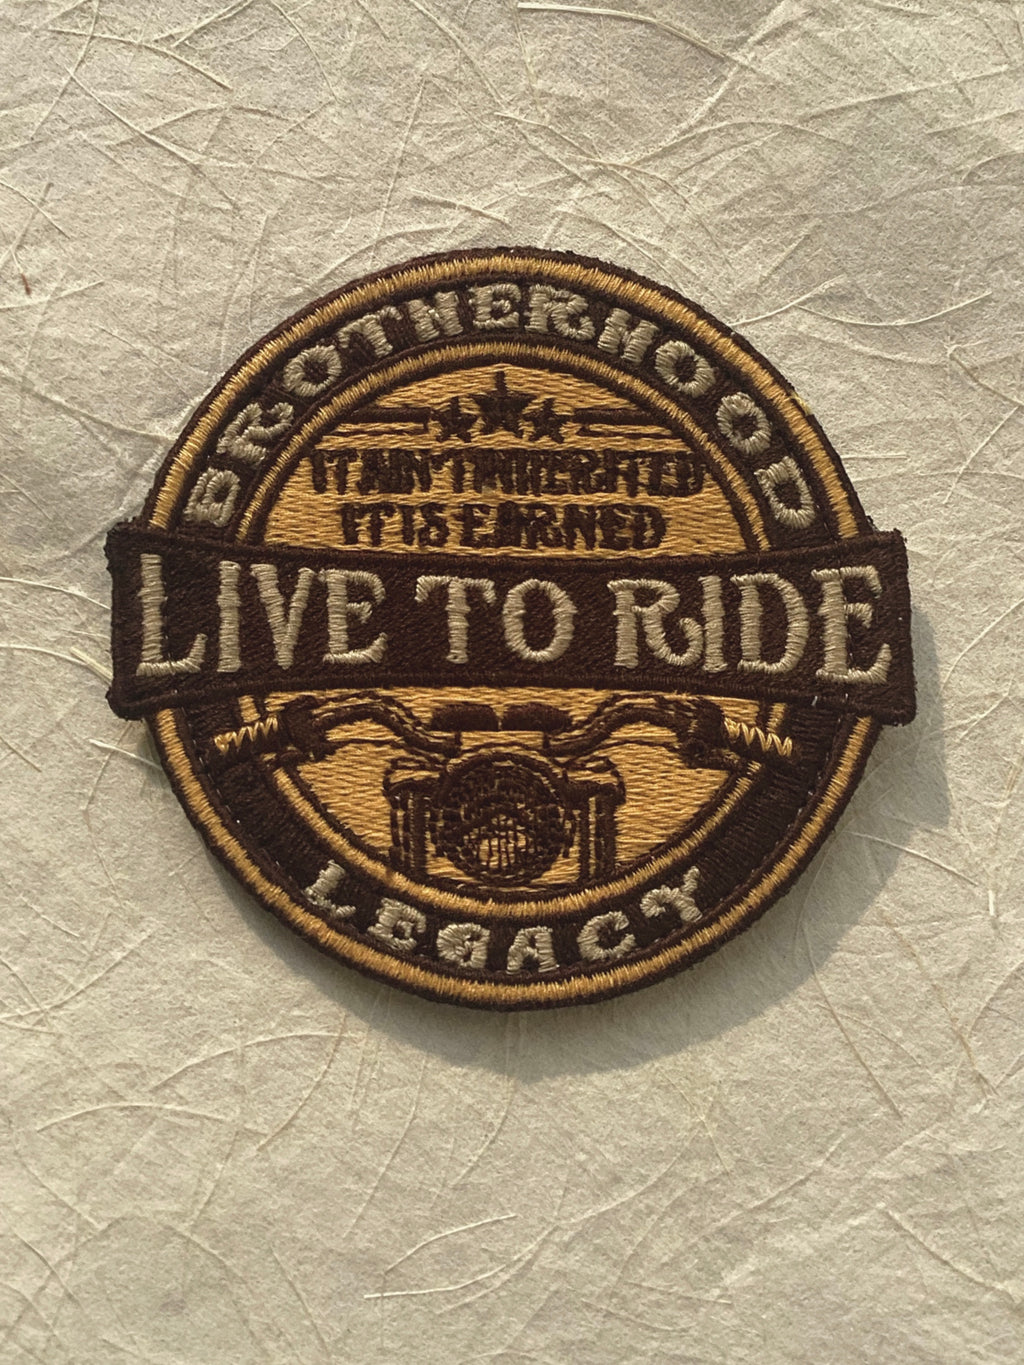 BROTHERHOOD
IT AIN'T INHERITED
IT IS EARNED
LIVE TO RIDE
LEGACY